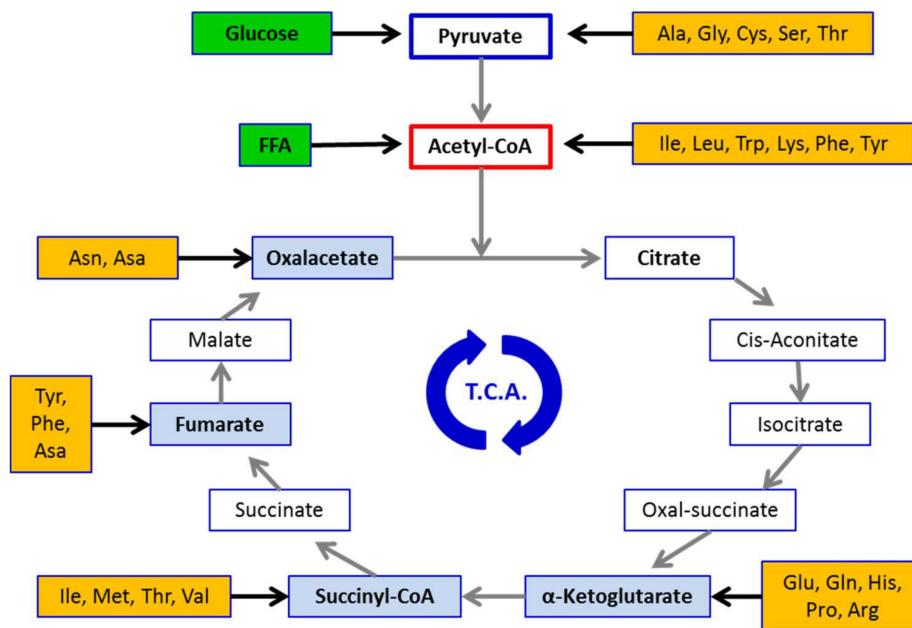 Glucose
Pyruvate
Ala, Gly, Cys, Ser, Thr
FFA
Acetyl-CoA
Ile, Leu, Trp, Lys, Phe, Tyr
Asn, Asa
Oxalacetate
Citrate
Malate
Cis-Aconitate
T.C.A.
Tyr,
Phe,
Asa
Fumarate
Isocitrate
Succinate
Oxal-succinate
Ile, Met, Thr, Val
Succinyl-CoA
α-Ketoglutarate
Glu, Gln, His,
Pro, Arg